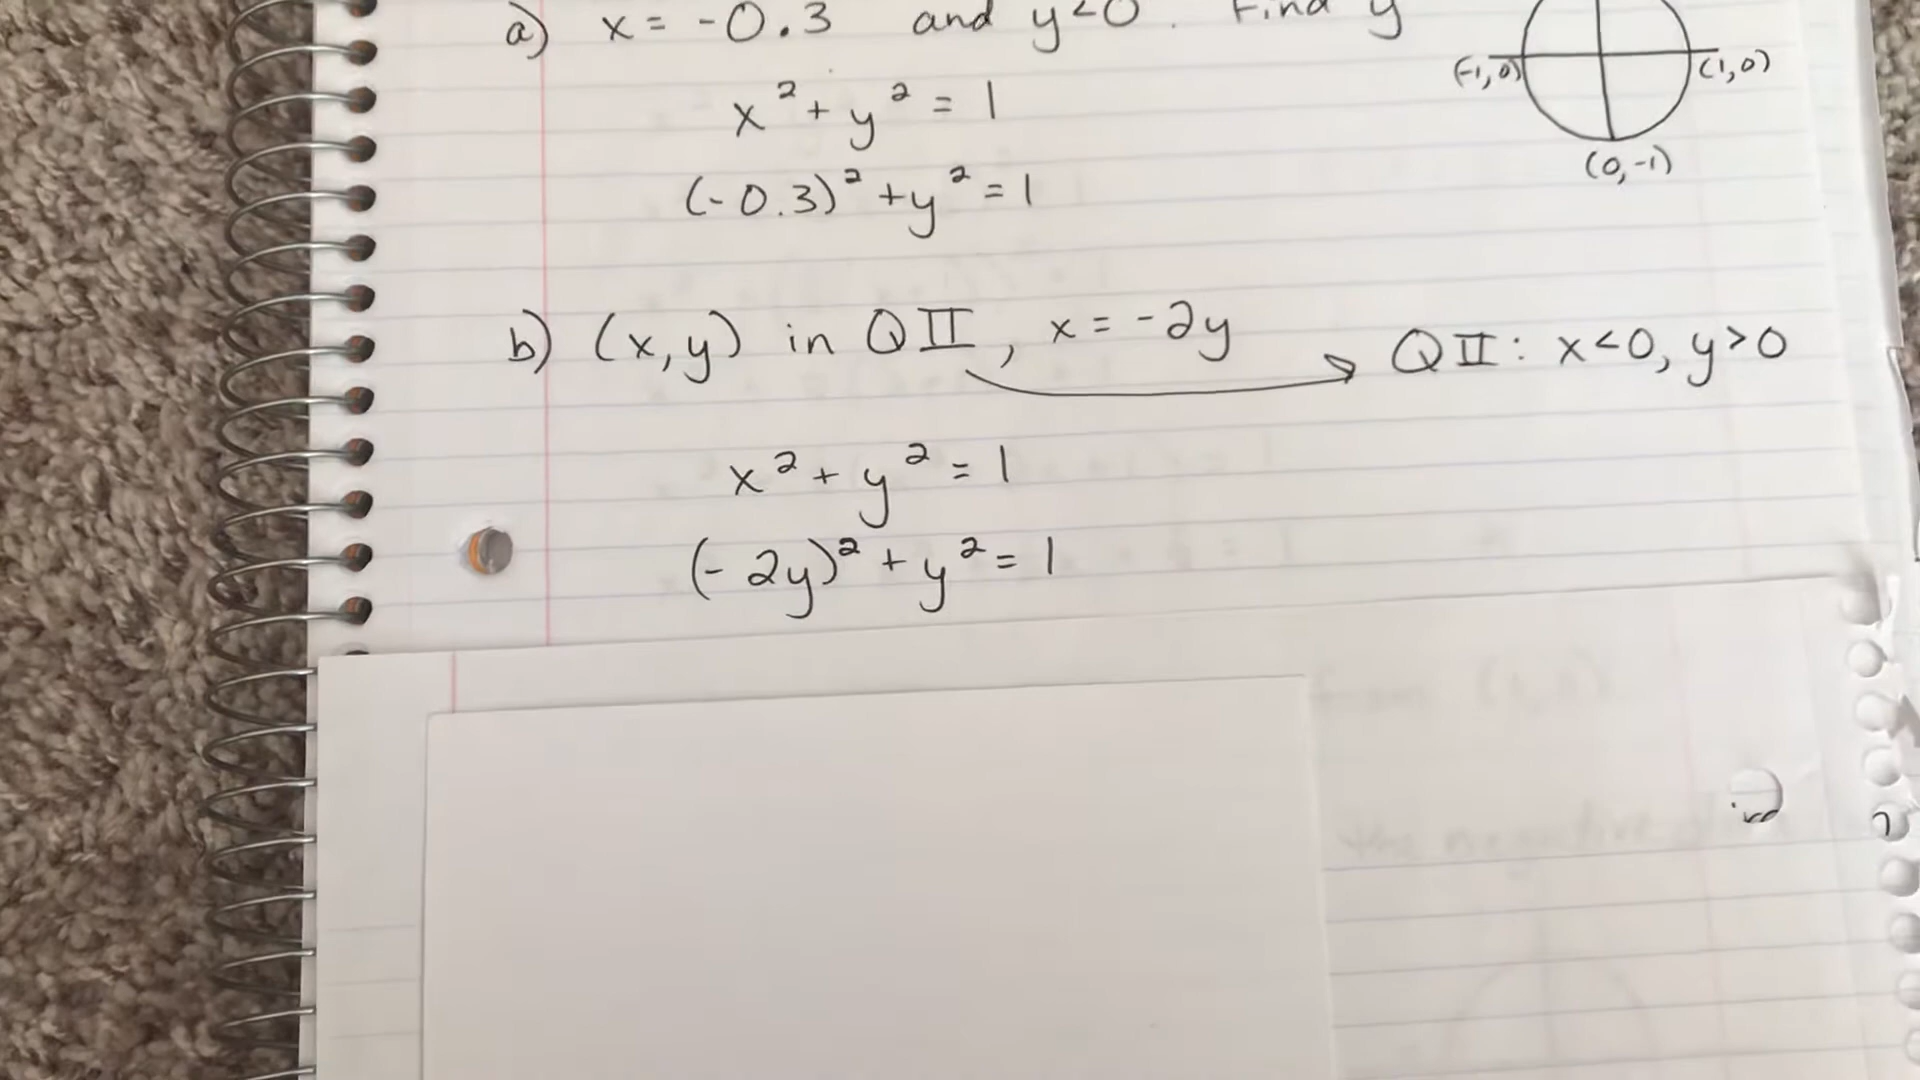 a) x = -0.3 and y<0. Find y
(-1,0) (1,0)
x² + y² = 1
(0,-1)
(-0.3)² + y² = 1
b) (x,y) in QII, x = -2y
QII: x<0, y>0
x² + y² = 1
(-2y)² + y² = 1